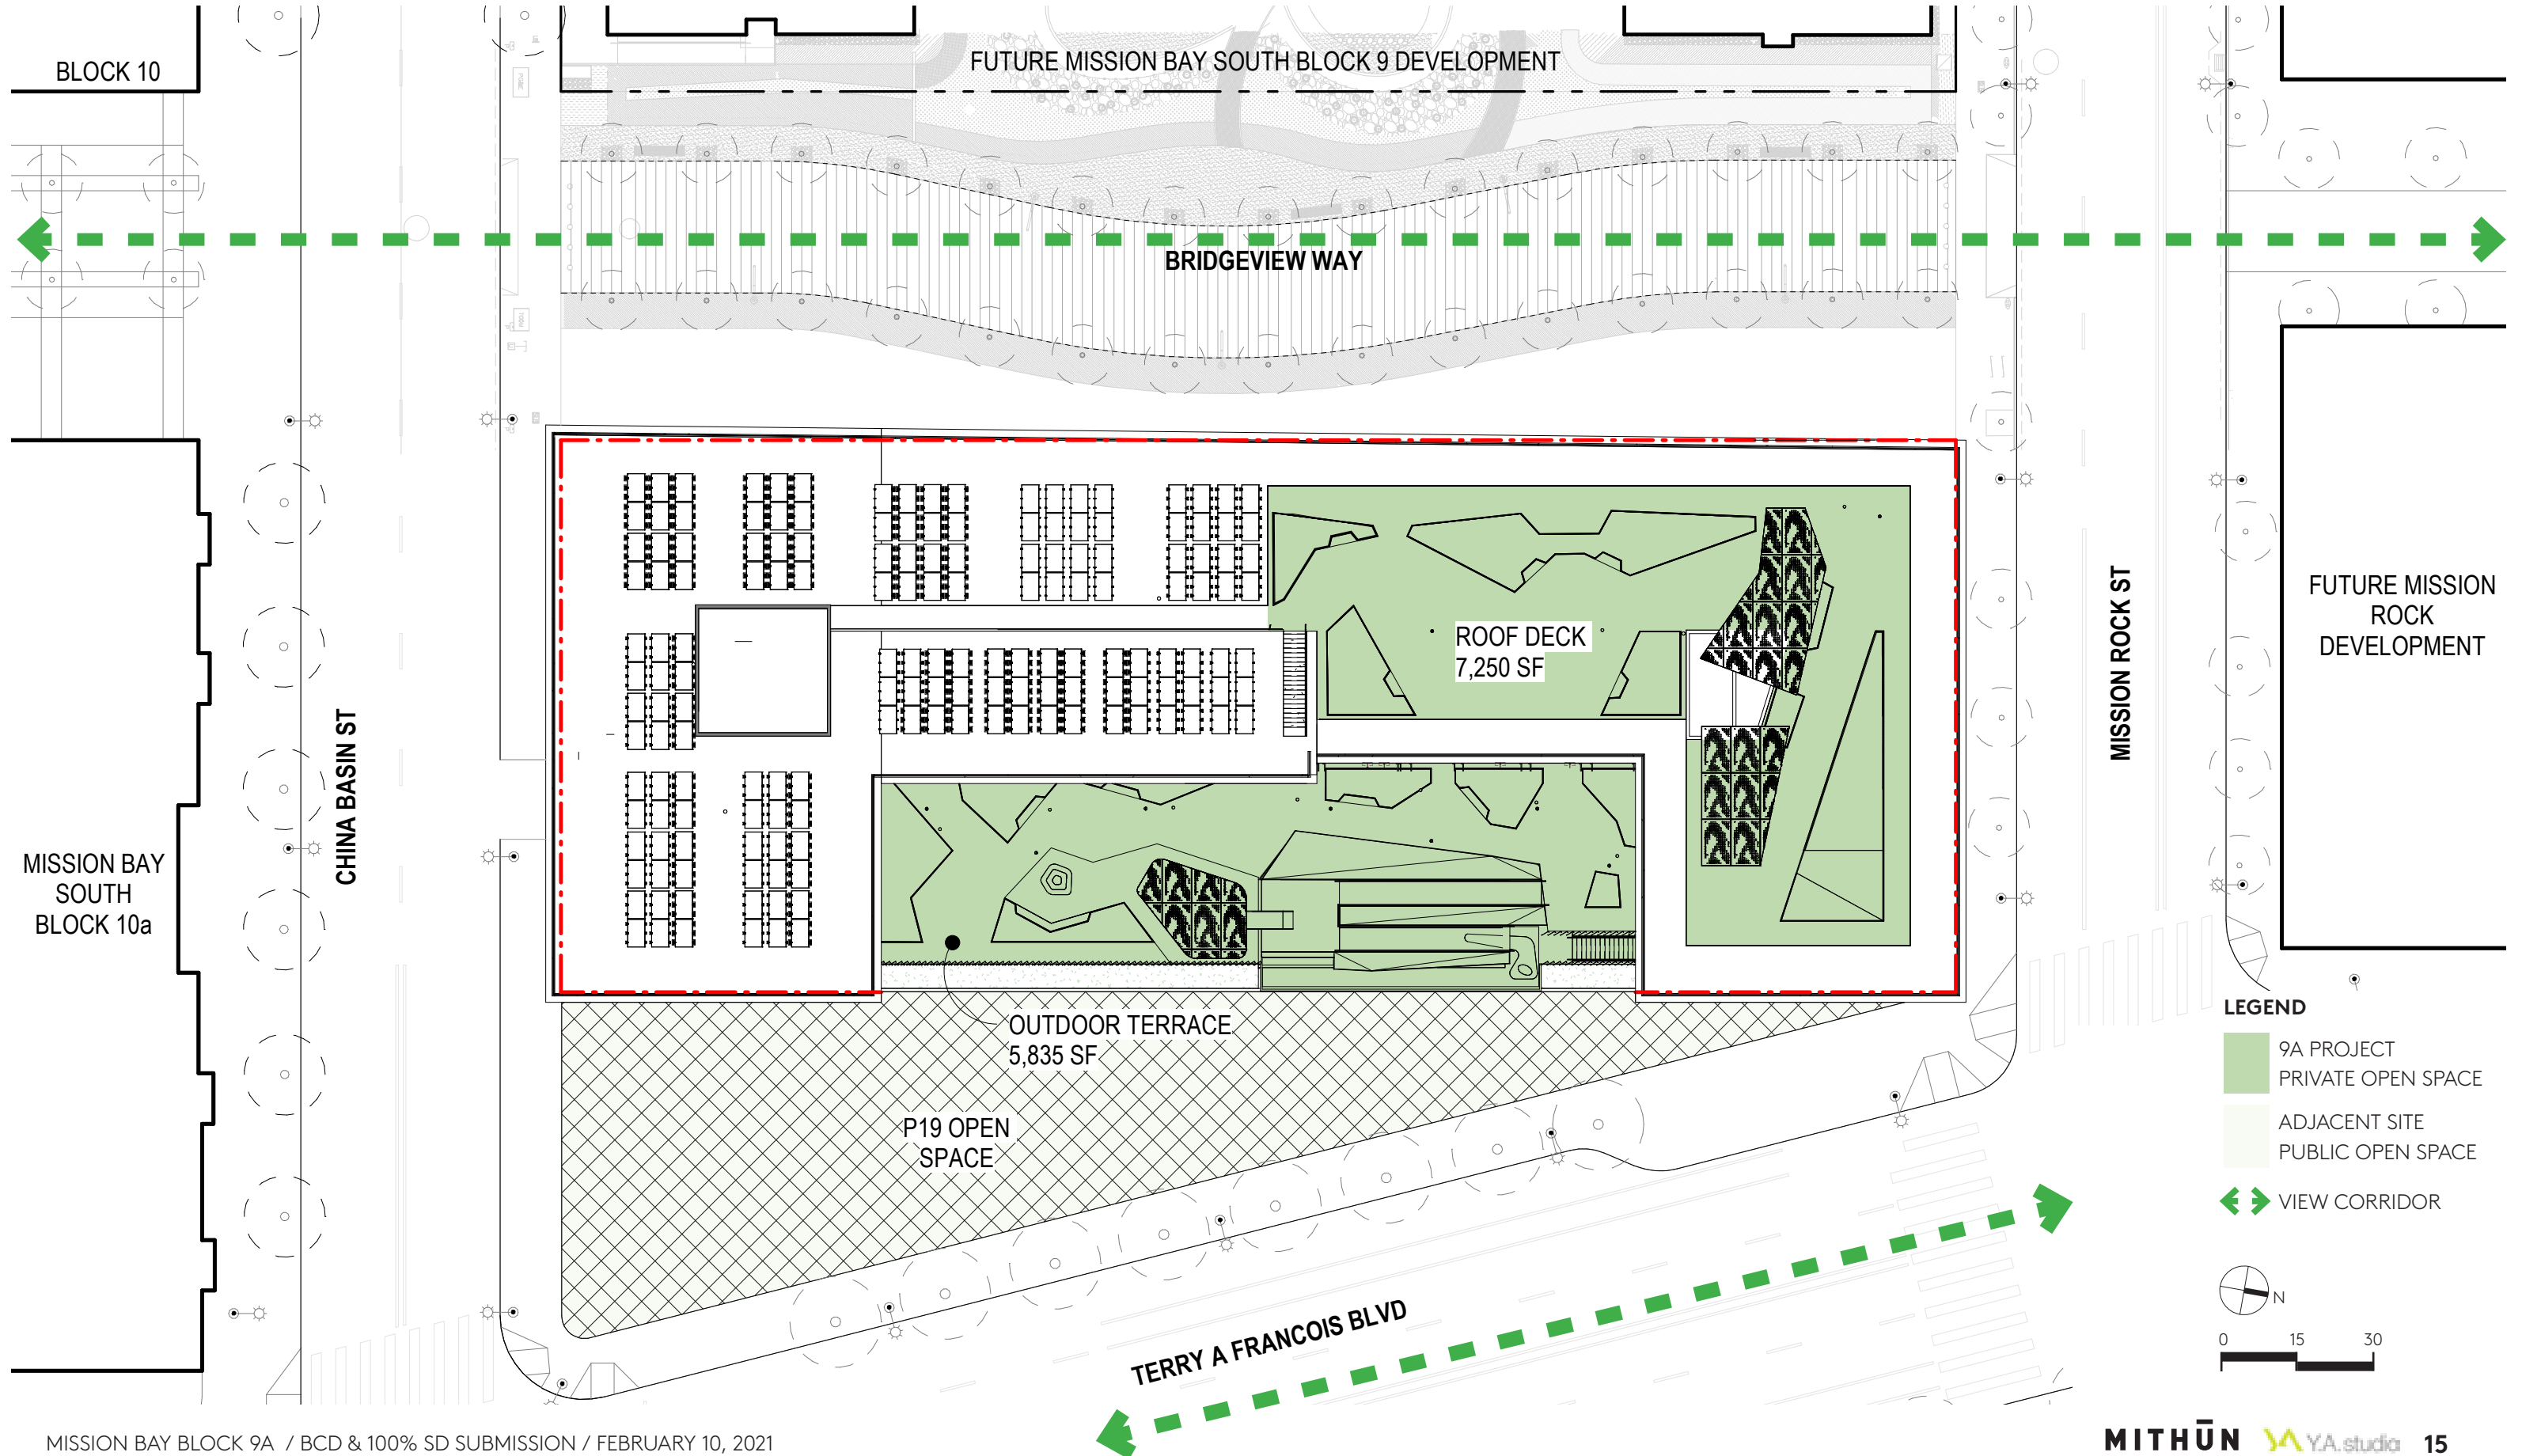 BLOCK 10
FUTURE MISSION BAY SOUTH BLOCK 9 DEVELOPMENT
BRIDGEVIEW WAY
ROOF DECK
7,250 SF
MISSION ROCK ST
FUTURE MISSION
ROCK
DEVELOPMENT
CHINA BASIN ST
MISSION BAY
SOUTH
BLOCK 10a
OUTDOOR TERRACE
5,835 SF
P19 OPEN
SPACE
TERRY A FRANCOIS BLVD
LEGEND
9A PROJECT
PRIVATE OPEN SPACE
ADJACENT SITE
PUBLIC OPEN SPACE
VIEW CORRIDOR
N
0 15 30
MISSION BAY BLOCK 9A / BCD & 100% SD SUBMISSION / FEBRUARY 10, 2021
MITHŪN Y.A. studio 15